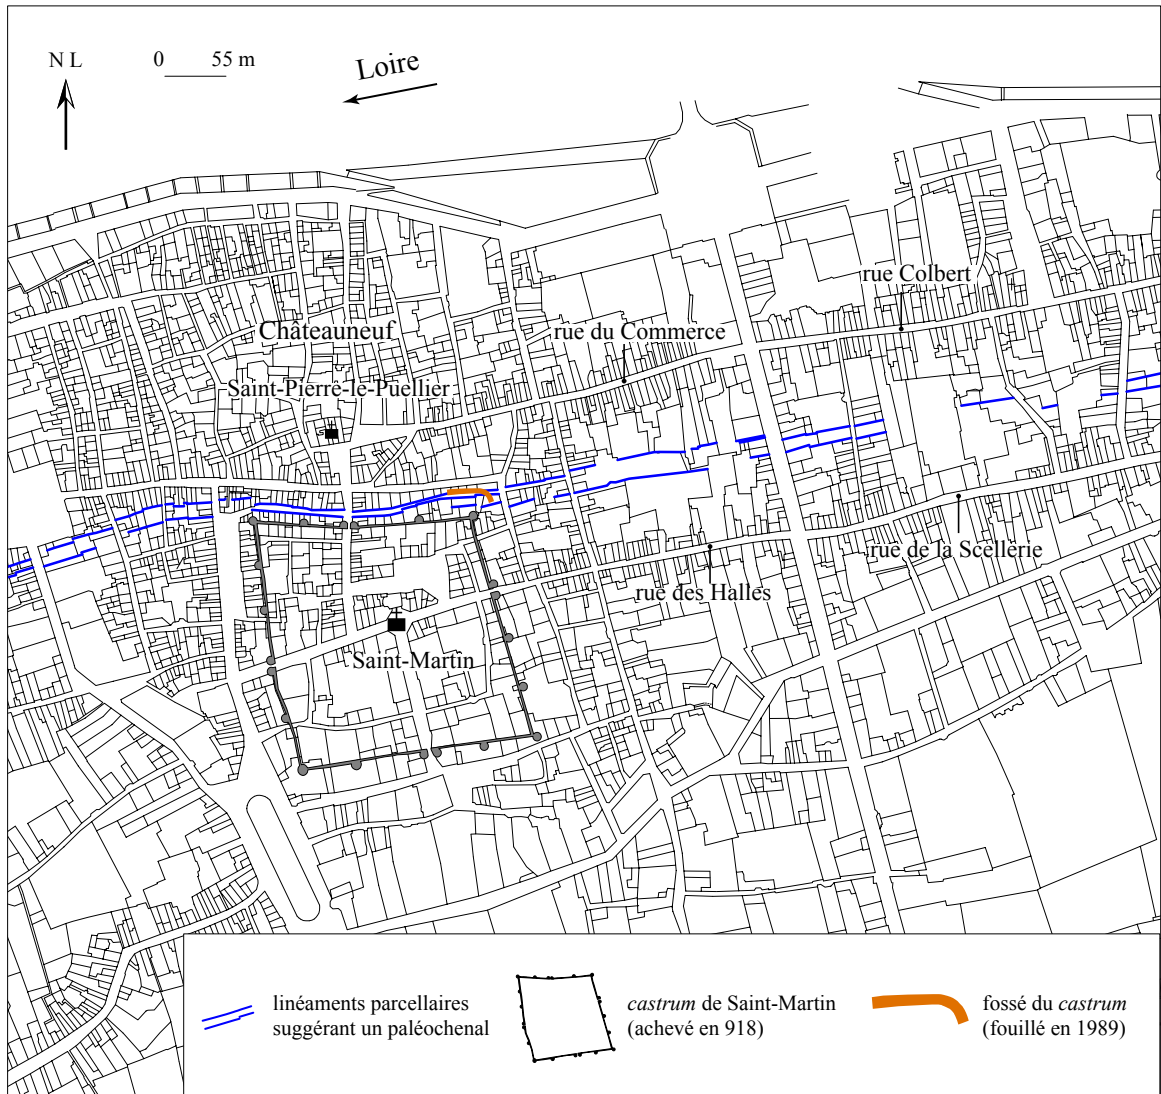 N L
0 55 m
Loire
rue Colbert
Châteauneuf
rue du Commerce
Saint-Pierre-le-Puellier
rue de la Scellerie
rue des Halles
Saint-Martin
linéaments parcellaires
suggérant un paléochenal
castrum de Saint-Martin
(achevé en 918)
fossé du castrum
(fouillé en 1989)